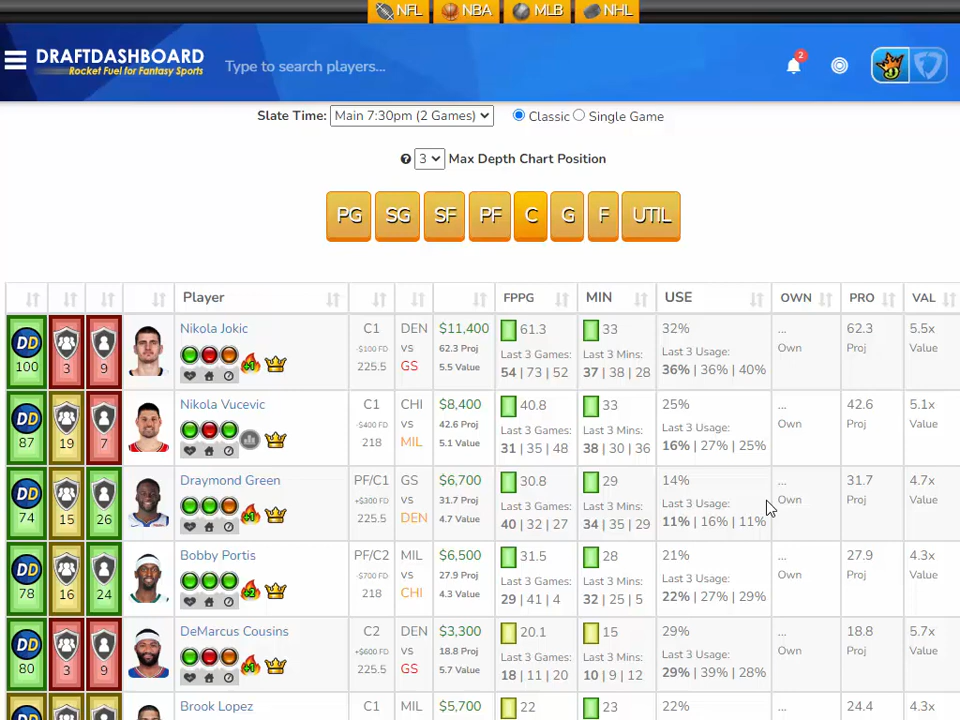 NFL NBA MLB NHL
DRAFTDASHBOARD
Rocket Fuel for Fantasy Sports
Type to search players...
2
Slate Time: Main 7:30pm (2 Games) Classic Single Game
3 Max Depth Chart Position
PG SG SF PF C G F UTIL
Player FPPG MIN USE OWN PRO VAL
Nikola Jokic C1 DEN $11,400 61.3 33 32% ... 62.3 5.5x
DD -$100 FD VS 62.3 Proj Last 3 Games: Last 3 Mins: Last 3 Usage: Own Proj Value
100 3 9 225.5 GS 5.5 Value 54 | 73 | 52 37 | 38 | 28 36% | 36% | 40%
Nikola Vucevic C1 CHI $8,400 40.8 33 25% ... 42.6 5.1x
DD -$400 FD VS 42.6 Proj Last 3 Games: Last 3 Mins: Last 3 Usage: Own Proj Value
87 19 7 218 MIL 5.1 Value 31 | 35 | 48 38 | 30 | 36 16% | 27% | 25%
Draymond Green PF/C1 GS $6,700 30.8 29 14% ... 31.7 4.7x
DD +$300 FD VS 31.7 Proj Last 3 Games: Last 3 Mins: Last 3 Usage: Own Proj Value
74 15 26 225.5 DEN 4.7 Value 40 | 32 | 27 34 | 35 | 29 11% | 16% | 11%
Bobby Portis PF/C2 MIL $6,500 31.5 28 21% ... 27.9 4.3x
DD -$700 FD VS 27.9 Proj Last 3 Games: Last 3 Mins: Last 3 Usage: Own Proj Value
78 16 24 218 CHI 4.3 Value 29 | 41 | 4 32 | 25 | 5 22% | 27% | 29%
DeMarcus Cousins C2 DEN $3,300 20.1 15 29% ... 18.8 5.7x
DD +$600 FD VS 18.8 Proj Last 3 Games: Last 3 Mins: Last 3 Usage: Own Proj Value
80 3 9 225.5 GS 5.7 Value 18 | 11 | 20 10 | 9 | 12 29% | 39% | 28%
Brook Lopez C1 MIL $5,700 22 23 22% ... 24.4 4.3x